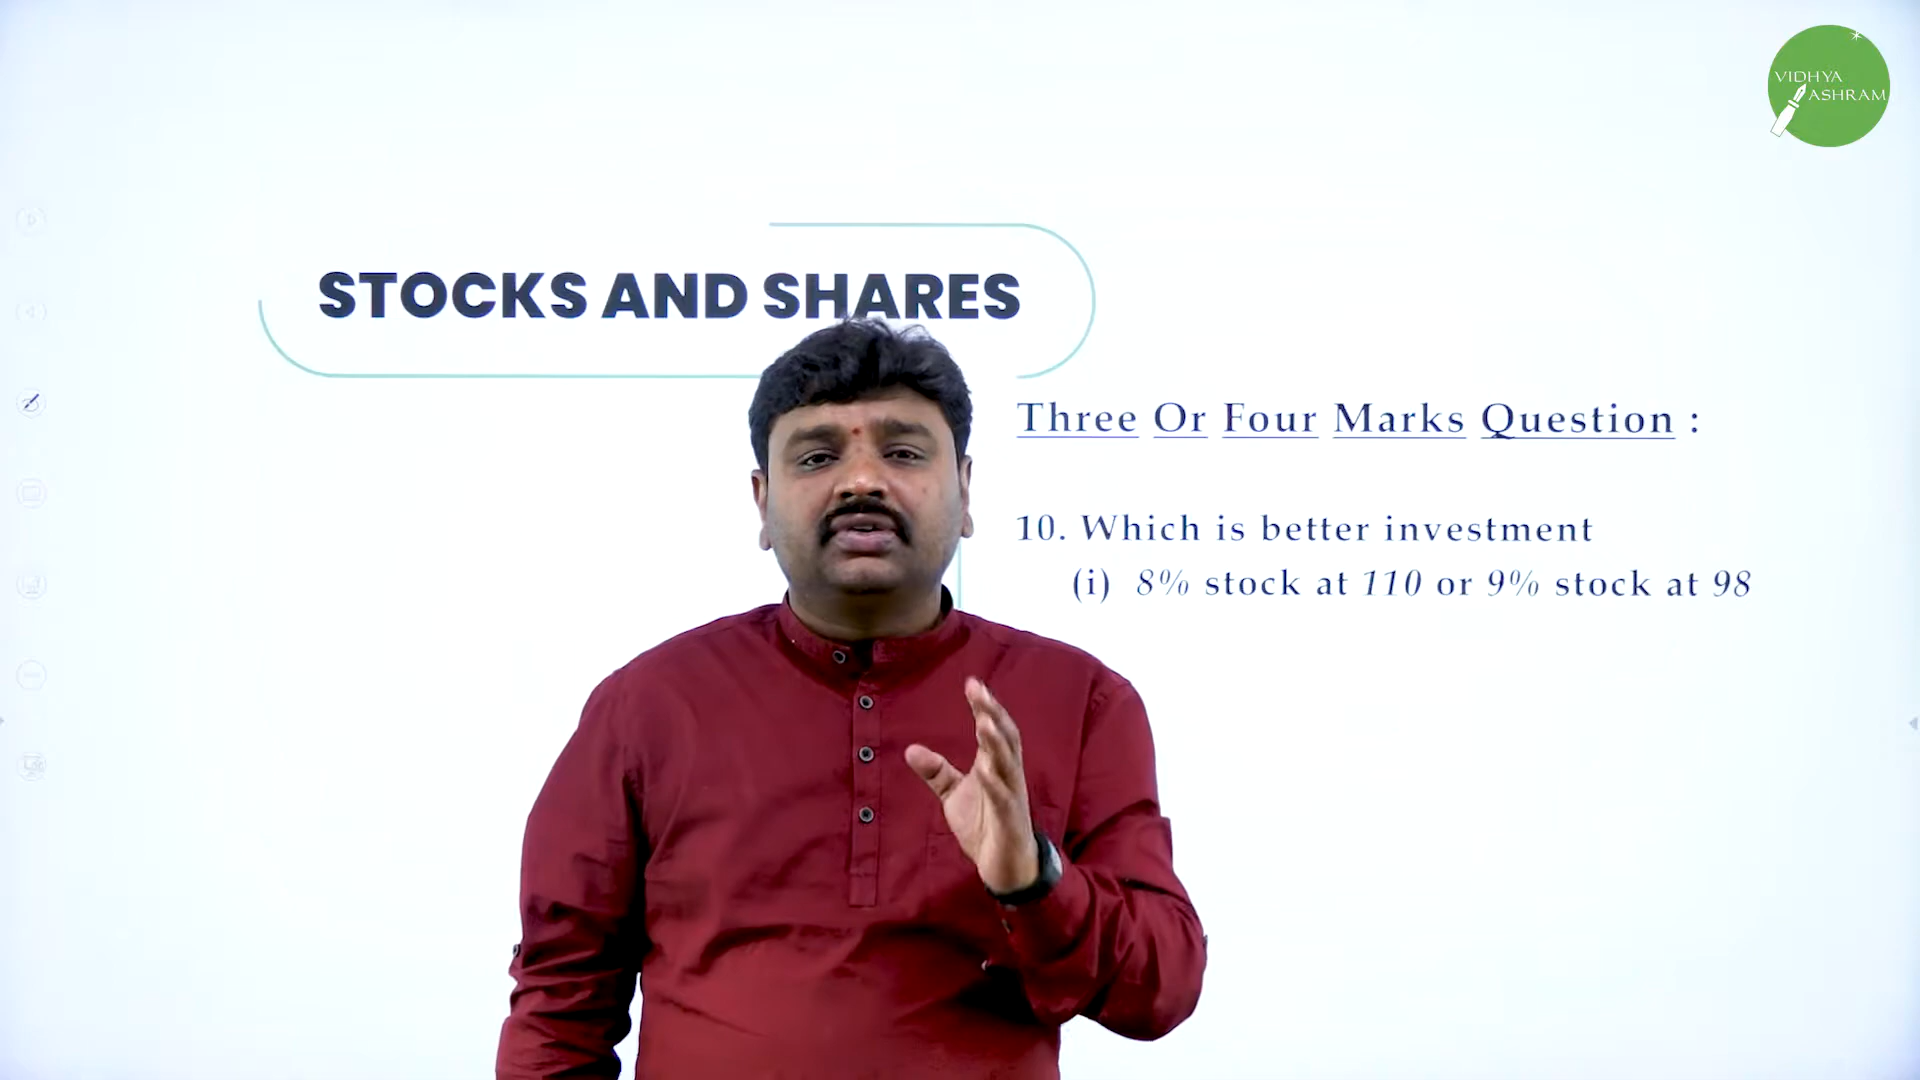 VIDHYA
ASHRAM
STOCKS AND SHARES
Three Or Four Marks Question :
10. Which is better investment
(i) 8% stock at 110 or 9% stock at 98